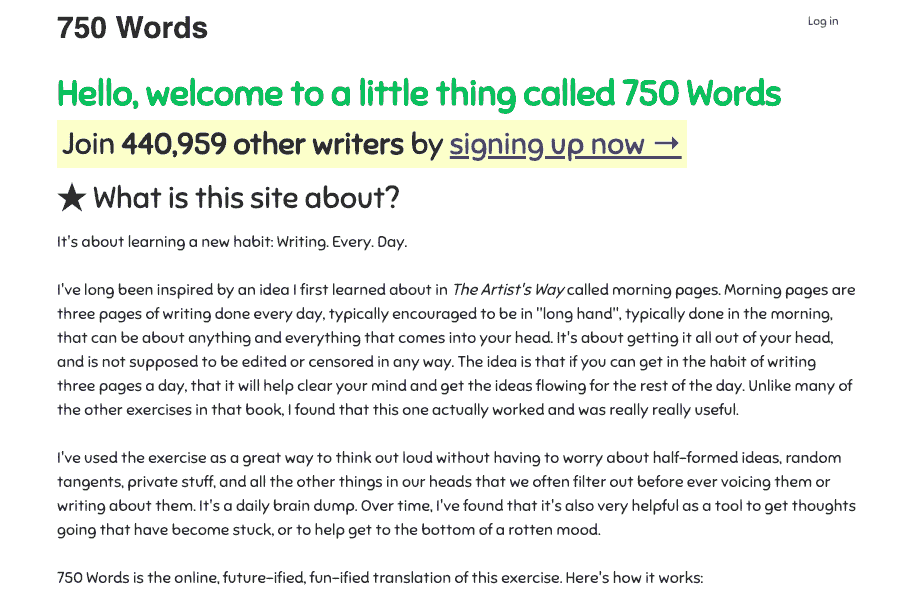 750 Words
Log in
Hello, welcome to a little thing called 750 Words
Join 440,959 other writers by signing up now →
★ What is this site about?
It's about learning a new habit: Writing. Every. Day.
I've long been inspired by an idea I first learned about in The Artist's Way called morning pages. Morning pages are
three pages of writing done every day, typically encouraged to be in "long hand", typically done in the morning,
that can be about anything and everything that comes into your head. It's about getting it all out of your head,
and is not supposed to be edited or censored in any way. The idea is that if you can get in the habit of writing
three pages a day, that it will help clear your mind and get the ideas flowing for the rest of the day. Unlike many of
the other exercises in that book, I found that this one actually worked and was really really useful.
I've used the exercise as a great way to think out loud without having to worry about half-formed ideas, random
tangents, private stuff, and all the other things in our heads that we often filter out before ever voicing them or
writing about them. It's a daily brain dump. Over time, I've found that it's also very helpful as a tool to get thoughts
going that have become stuck, or to help get to the bottom of a rotten mood.
750 Words is the online, future-ified, fun-ified translation of this exercise. Here's how it works: